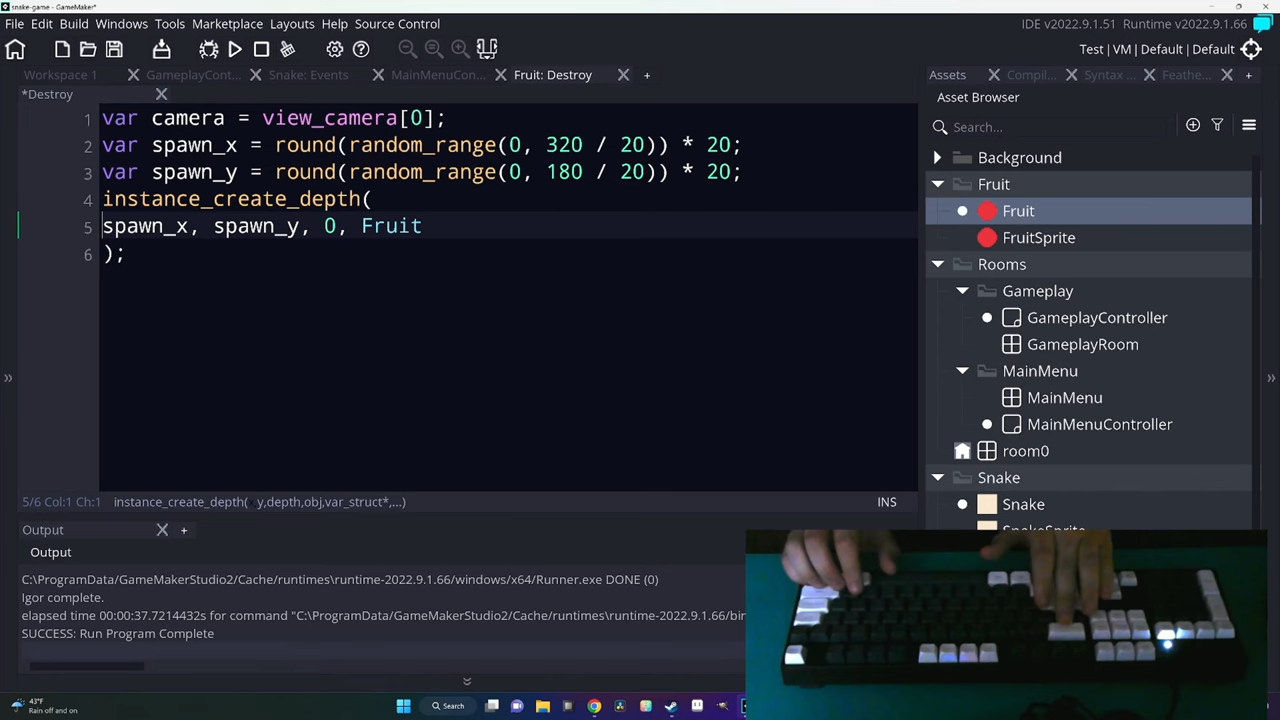 *snake-game - GameMaker*
File Edit Build Windows Tools Marketplace Layouts Help Source Control
IDE v2022.9.1.51 Runtime v2022.9.1.66
Test | VM | Default | Default
Workspace 1
GameplayCont...
Snake: Events
MainMenuCon...
Fruit: Destroy
+
Assets
Compil...
Syntax ...
Feathe...
+
*Destroy
Asset Browser
1 var camera = view_camera[0];
2 var spawn_x = round(random_range(0, 320 / 20)) * 20;
3 var spawn_y = round(random_range(0, 180 / 20)) * 20;
4 instance_create_depth(
5 spawn_x, spawn_y, 0, Fruit
6 );
Search...
Background
Fruit
Fruit
FruitSprite
Rooms
Gameplay
GameplayController
GameplayRoom
MainMenu
MainMenu
MainMenuController
room0
Snake
Snake
SnakeSprite
5/6 Col:1 Ch:1 instance_create_depth( y,depth,obj,var_struct*,...)
INS
Output
+
Output
C:\ProgramData/GameMakerStudio2/Cache/runtimes\runtime-2022.9.1.66/windows/x64/Runner.exe DONE (0)
Igor complete.
elapsed time 00:00:37.7214432s for command "C:\ProgramData/GameMakerStudio2/Cache/runtimes\runtime-2022.9.1.66/bin
SUCCESS: Run Program Complete
43°F
Rain off and on
Search